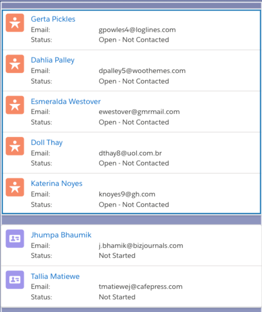 Gerta Pickles
Email: gpowles4@loglines.com
Status: Open - Not Contacted
Dahlia Palley
Email: dpalley5@woothemes.com
Status: Open - Not Contacted
Esmeralda Westover
Email: ewestover@gmrmail.com
Status: Open - Not Contacted
Doll Thay
Email: dthay8@uol.com.br
Status: Open - Not Contacted
Katerina Noyes
Email: knoyes9@gh.com
Status: Open - Not Contacted
Jhumpa Bhaumik
Email: j.bhamik@bizjournals.com
Status: Not Started
Tallia Matiewe
Email: tmatiewej@cafepress.com
Status: Not Started